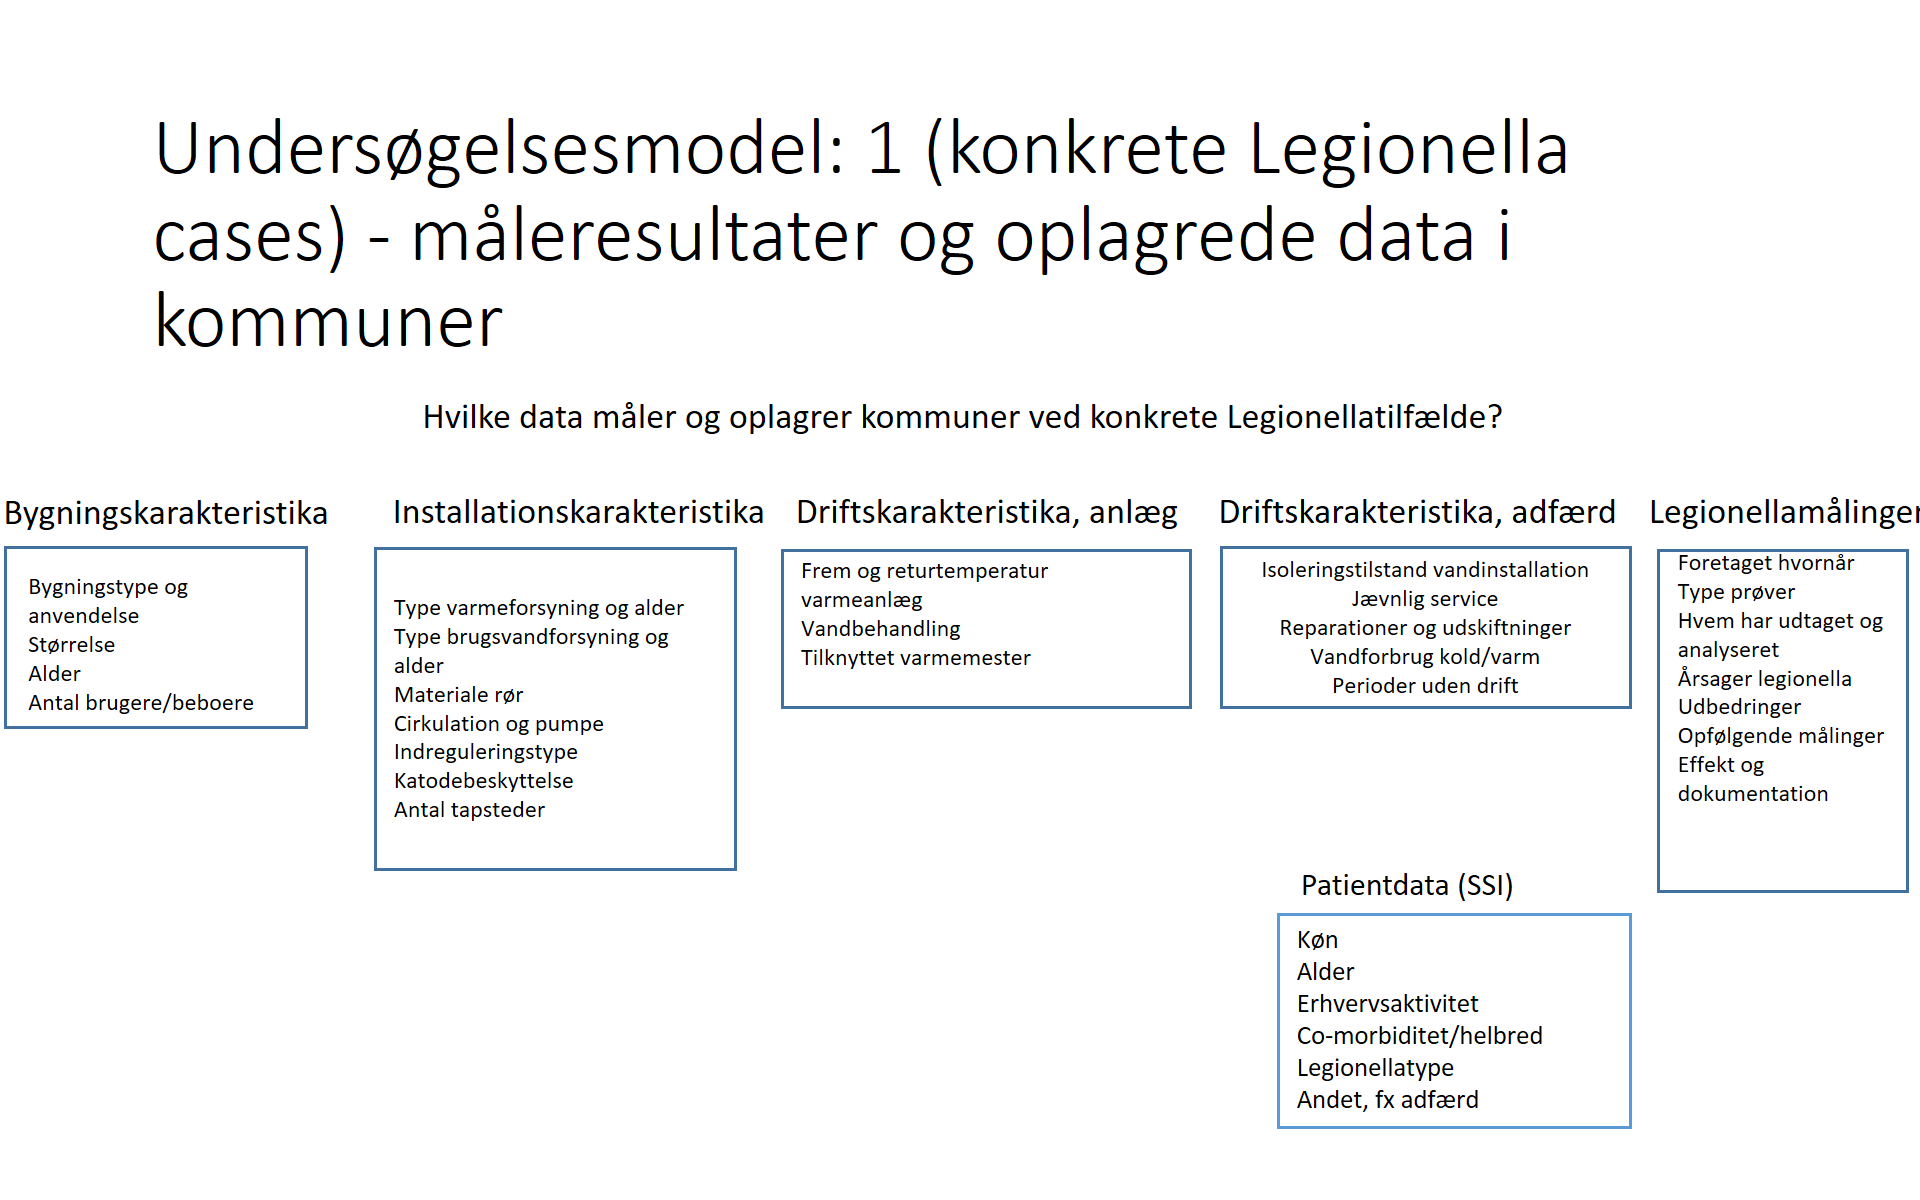 Undersøgelsesmodel: 1 (konkrete Legionella
cases) - måleresultater og oplagrede data i
kommuner
Hvilke data måler og oplagrer kommuner ved konkrete Legionellatilfælde?
Bygningskarakteristika
Bygningstype og
anvendelse
Størrelse
Alder
Antal brugere/beboere
Installationskarakteristika
Type varmeforsyning og alder
Type brugsvandforsyning og
alder
Materiale rør
Cirkulation og pumpe
Indreguleringstype
Katodebeskyttelse
Antal tapsteder
Driftskarakteristika, anlæg
Frem og returtemperatur
varmeanlæg
Vandbehandling
Tilknyttet varmemester
Driftskarakteristika, adfærd
Isoleringstilstand vandinstallation
Jævnlig service
Reparationer og udskiftninger
Vandforbrug kold/varm
Perioder uden drift
Legionellamålinger
Foretaget hvornår
Type prøver
Hvem har udtaget og
analyseret
Årsager legionella
Udbedringer
Opfølgende målinger
Effekt og
dokumentation
Patientdata (SSI)
Køn
Alder
Erhvervsaktivitet
Co-morbiditet/helbred
Legionellatype
Andet, fx adfærd